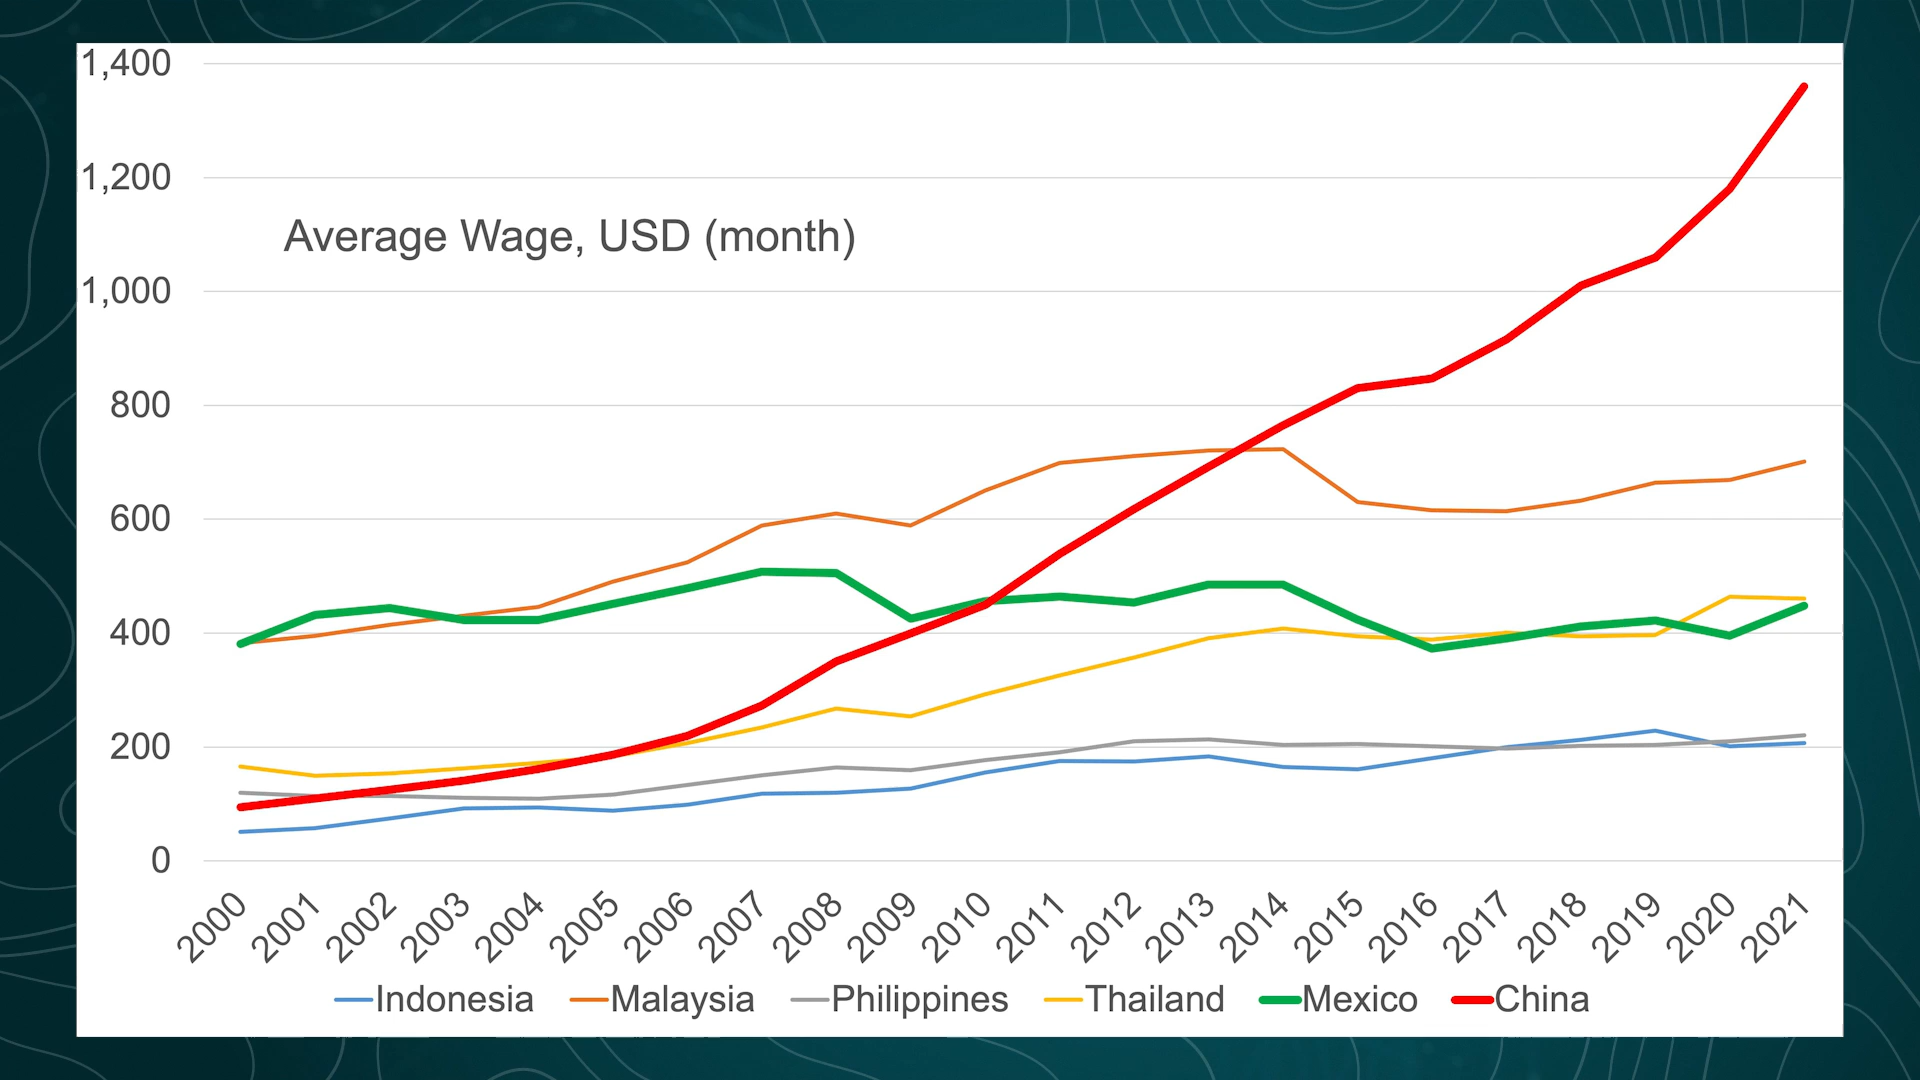 1,400
1,200
Average Wage, USD (month)
1,000
800
600
400
200
0
2000 2001 2002 2003 2004 2005 2006 2007 2008 2009 2010 2011 2012 2013 2014 2015 2016 2017 2018 2019 2020 2021
Indonesia Malaysia Philippines Thailand Mexico China